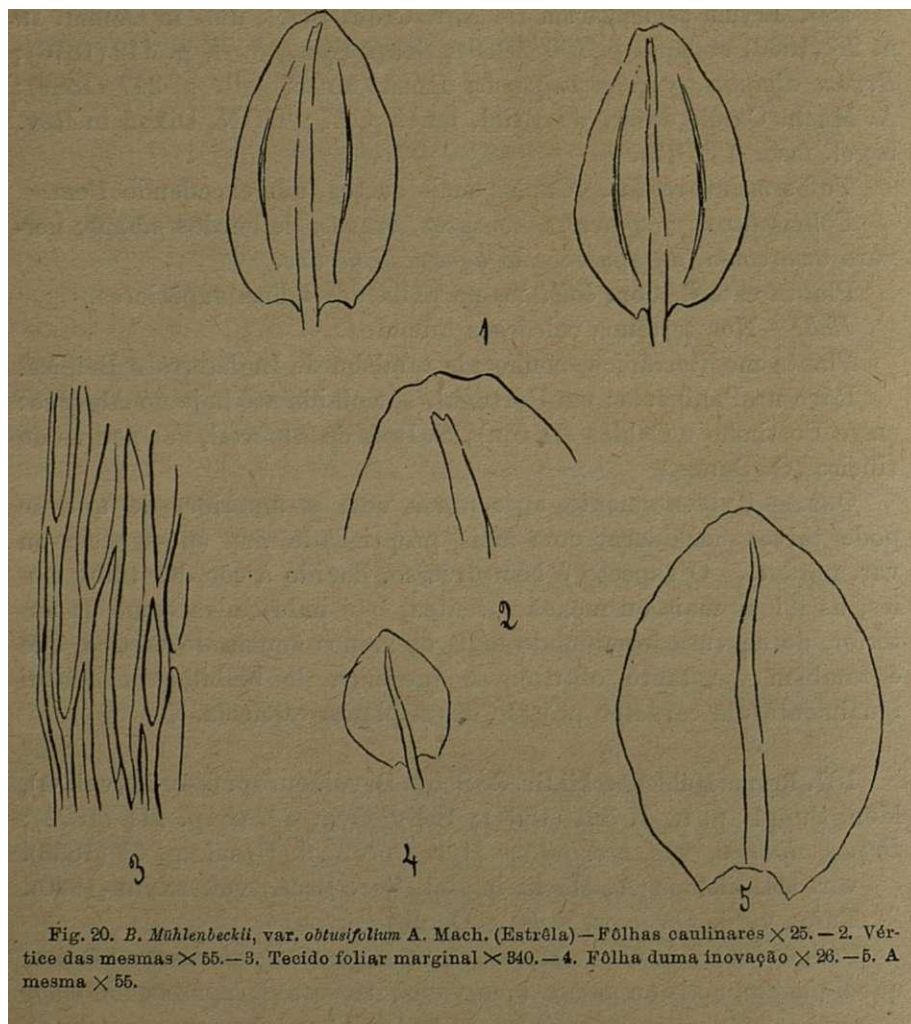 1
2
3
4
5
Fig. 20. B. Mühlenbeckii, var. obtusifolium A. Mach. (Estrêla)—Fôlhas caulinares × 25.—2. Vér-
tice das mesmas × 55.—3. Tecido foliar marginal × 340.—4. Fôlha duma inovação × 26.—5. A
mesma × 55.